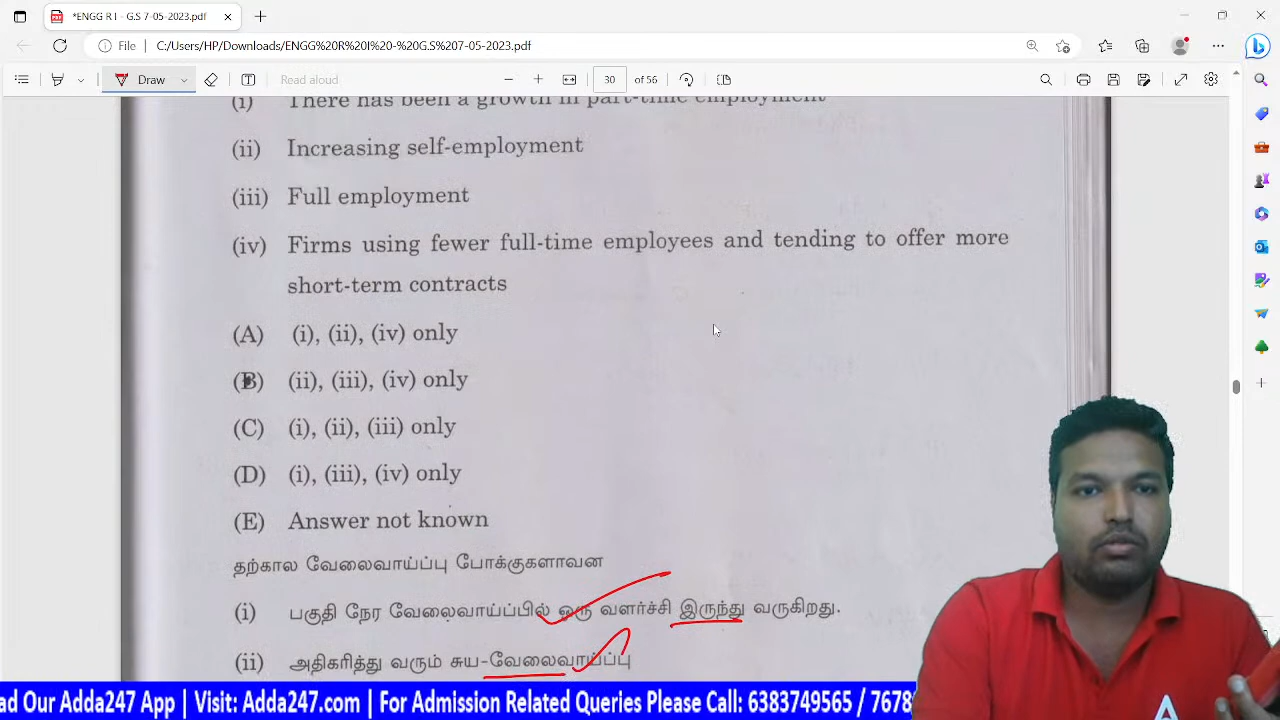 *ENGG R I - G.S 7-05-2023.pdf
File C:/Users/HP/Downloads/ENGG%20R%20I%20-%20G.S%207-05-2023.pdf
Draw Read aloud 30 of 56
(i) There has been a growth in part-time employment
(ii) Increasing self-employment
(iii) Full employment
(iv) Firms using fewer full-time employees and tending to offer more
short-term contracts
(A) (i), (ii), (iv) only
(B) (ii), (iii), (iv) only
(C) (i), (ii), (iii) only
(D) (i), (iii), (iv) only
(E) Answer not known
தற்கால வேலைவாய்ப்பு போக்குகளாவன
(i) பகுதி நேர வேலைவாய்ப்பில் ஒரு வளர்ச்சி இருந்து வருகிறது.
(ii) அதிகரித்து வரும் சுய-வேலைவாய்ப்பு
ad Our Adda247 App | Visit: Adda247.com | For Admission Related Queries Please Call: 6383749565 / 7678